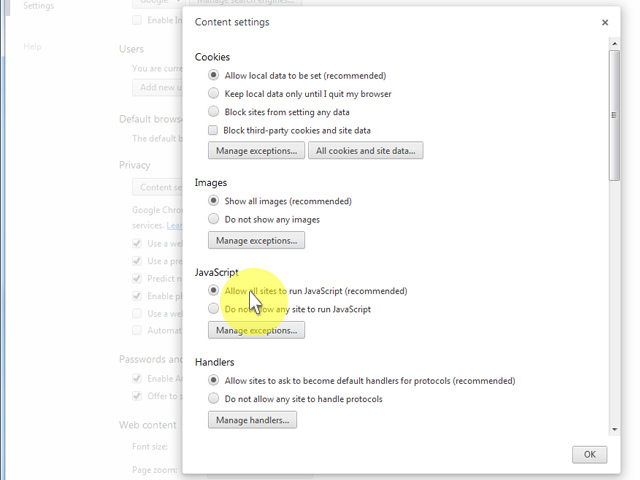 Settings
Google
Manage search engines...
Enable In
Help
Users
You are curre
Add new u
Default brows
The default b
Privacy
Content se
Google Chro
services. Lear
Use a we
Use a pre
Predict n
Enable p
Use a we
Automat
Passwords and
Enable Au
Offer to s
Web content
Font size:
Page zoom:
Content settings
Cookies
Allow local data to be set (recommended)
Keep local data only until I quit my browser
Block sites from setting any data
Block third-party cookies and site data
Manage exceptions... All cookies and site data...
Images
Show all images (recommended)
Do not show any images
Manage exceptions...
JavaScript
Allow all sites to run JavaScript (recommended)
Do not allow any site to run JavaScript
Manage exceptions...
Handlers
Allow sites to ask to become default handlers for protocols (recommended)
Do not allow any site to handle protocols
Manage handlers...
OK